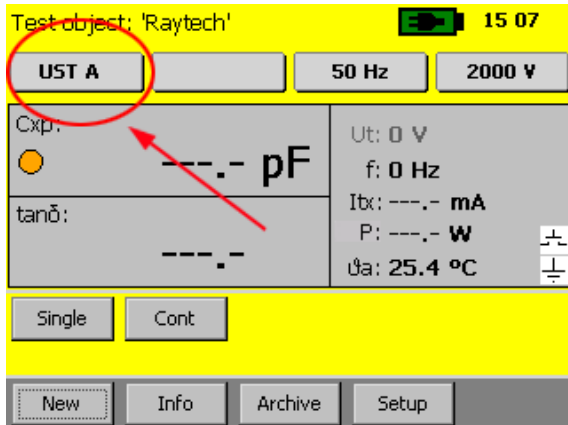 Test object: 'Raytech' 15 07
UST A 50 Hz 2000 V
Cxp: ---.- pF
tanδ: ---.-
Ut: 0 V
f: 0 Hz
Itx: ---.- mA
P: ---.- W
ϑa: 25.4 ºC
Single Cont
New Info Archive Setup